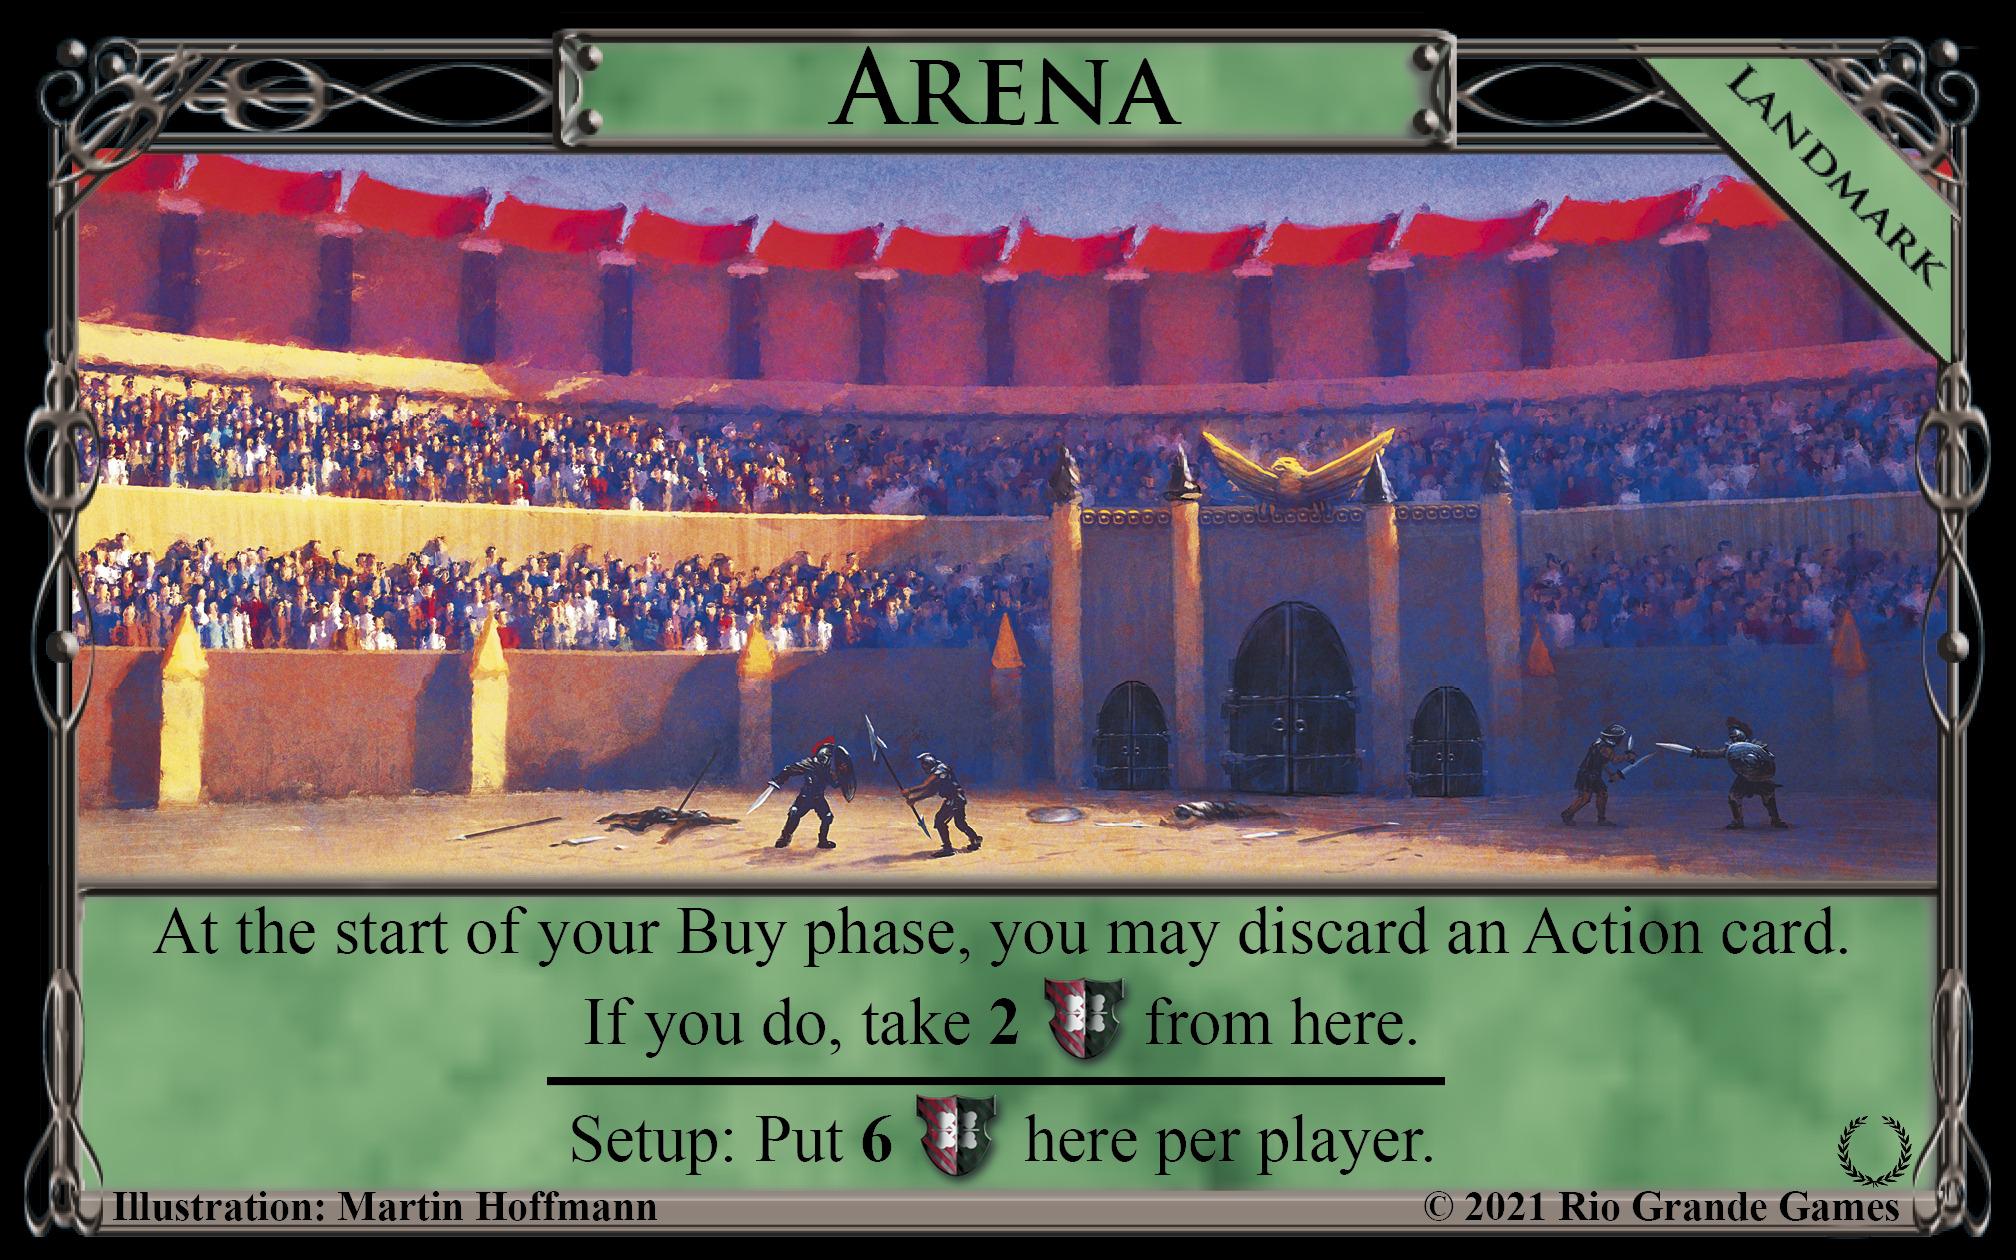 ARENA
LANDMARK
At the start of your Buy phase, you may discard an Action card.
If you do, take 2 from here.
Setup: Put 6 here per player.
Illustration: Martin Hoffmann
© 2021 Rio Grande Games